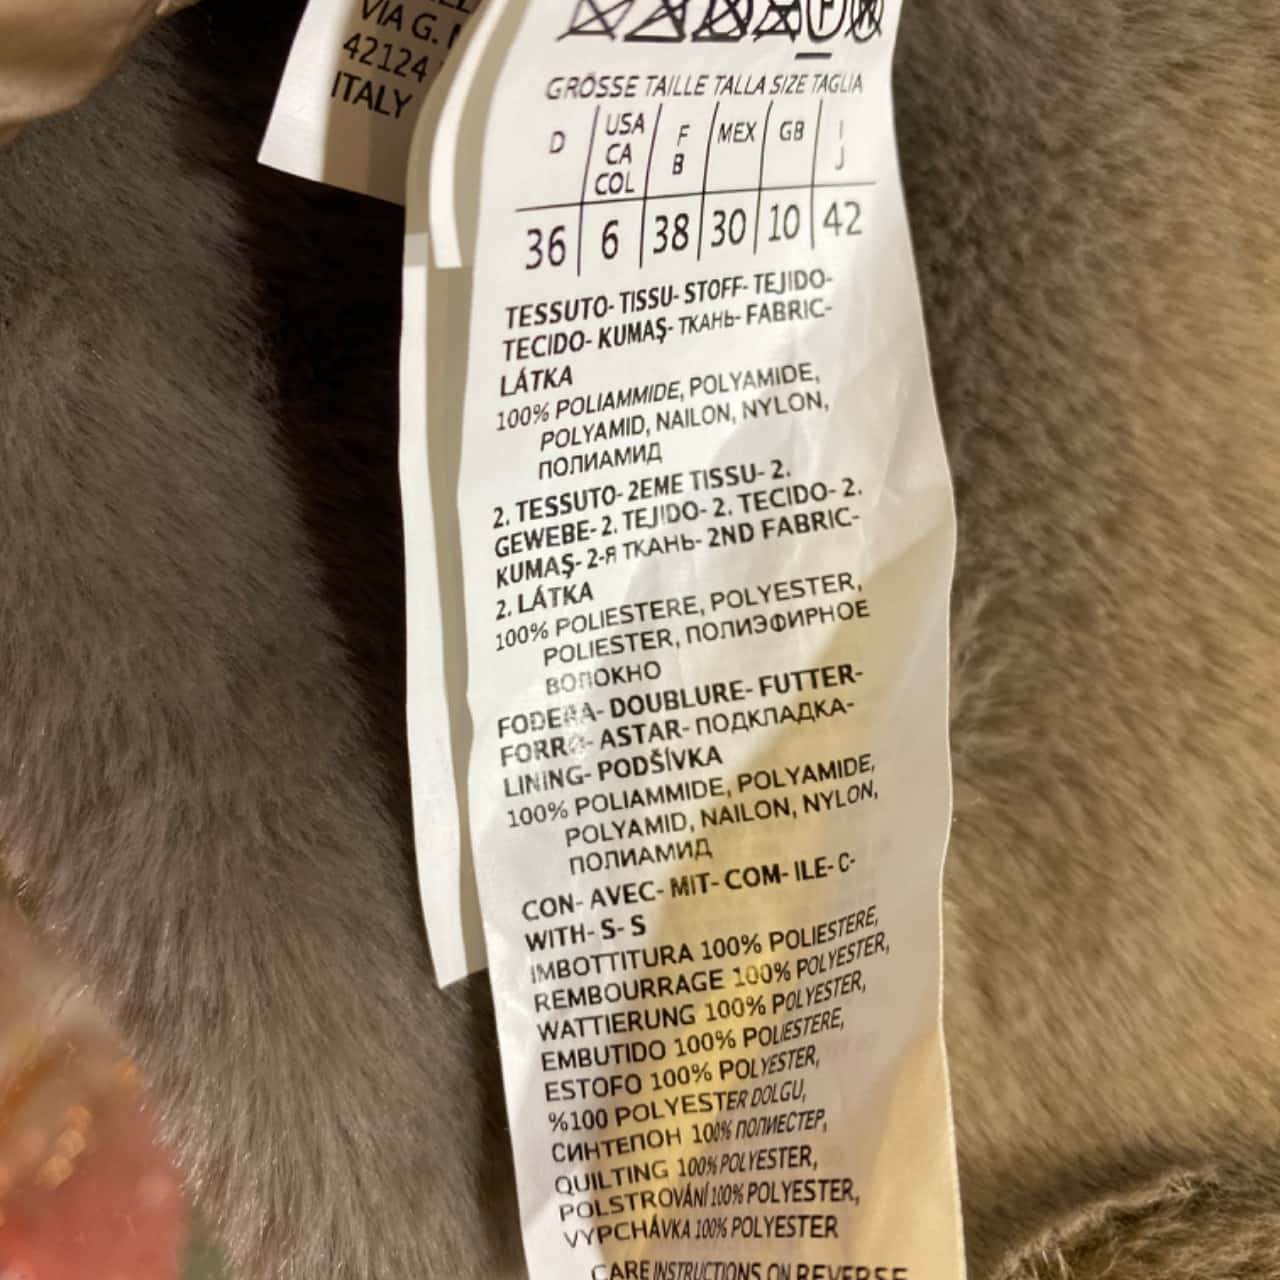 VIA G.
42124
ITALY
F
GRÖSSE TAILLE TALLA SIZE TAGLIA
D USA CA COL F B MEX GB I J
36 6 38 30 10 42
TESSUTO- TISSU- STOFF- TEJIDO-
TECIDO- KUMAŞ- ТКАНЬ- FABRIC-
LÁTKA
100% POLIAMMIDE, POLYAMIDE,
POLYAMID, NAILON, NYLON,
ПОЛИАМИД
2. TESSUTO- 2EME TISSU- 2.
GEWEBE- 2. TEJIDO- 2. TECIDO- 2.
KUMAŞ- 2-Я ТКАНЬ- 2ND FABRIC-
2. LÁTKA
100% POLIESTERE, POLYESTER,
POLIESTER, ПОЛИЭФИРНОЕ
ВОЛОКНО
FODERA- DOUBLURE- FUTTER-
FORRO- ASTAR- ПОДКЛАДКА-
LINING- PODŠÍVKA
100% POLIAMMIDE, POLYAMIDE,
POLYAMID, NAILON, NYLON,
ПОЛИАМИД
CON- AVEC- MIT- COM- ILE- C-
WITH- S- S
IMBOTTITURA 100% POLIESTERE,
REMBOURRAGE 100% POLYESTER,
WATTIERUNG 100% POLYESTER,
EMBUTIDO 100% POLIESTERE,
ESTOFO 100% POLYESTER,
%100 POLYESTER DOLGU,
СИНТЕПОН 100% ПОЛИЕСТЕР,
QUILTING 100% POLYESTER,
POLSTROVÁNÍ 100% POLYESTER,
VYPCHÁVKA 100% POLYESTER
CARE INSTRUCTIONS ON REVERSE